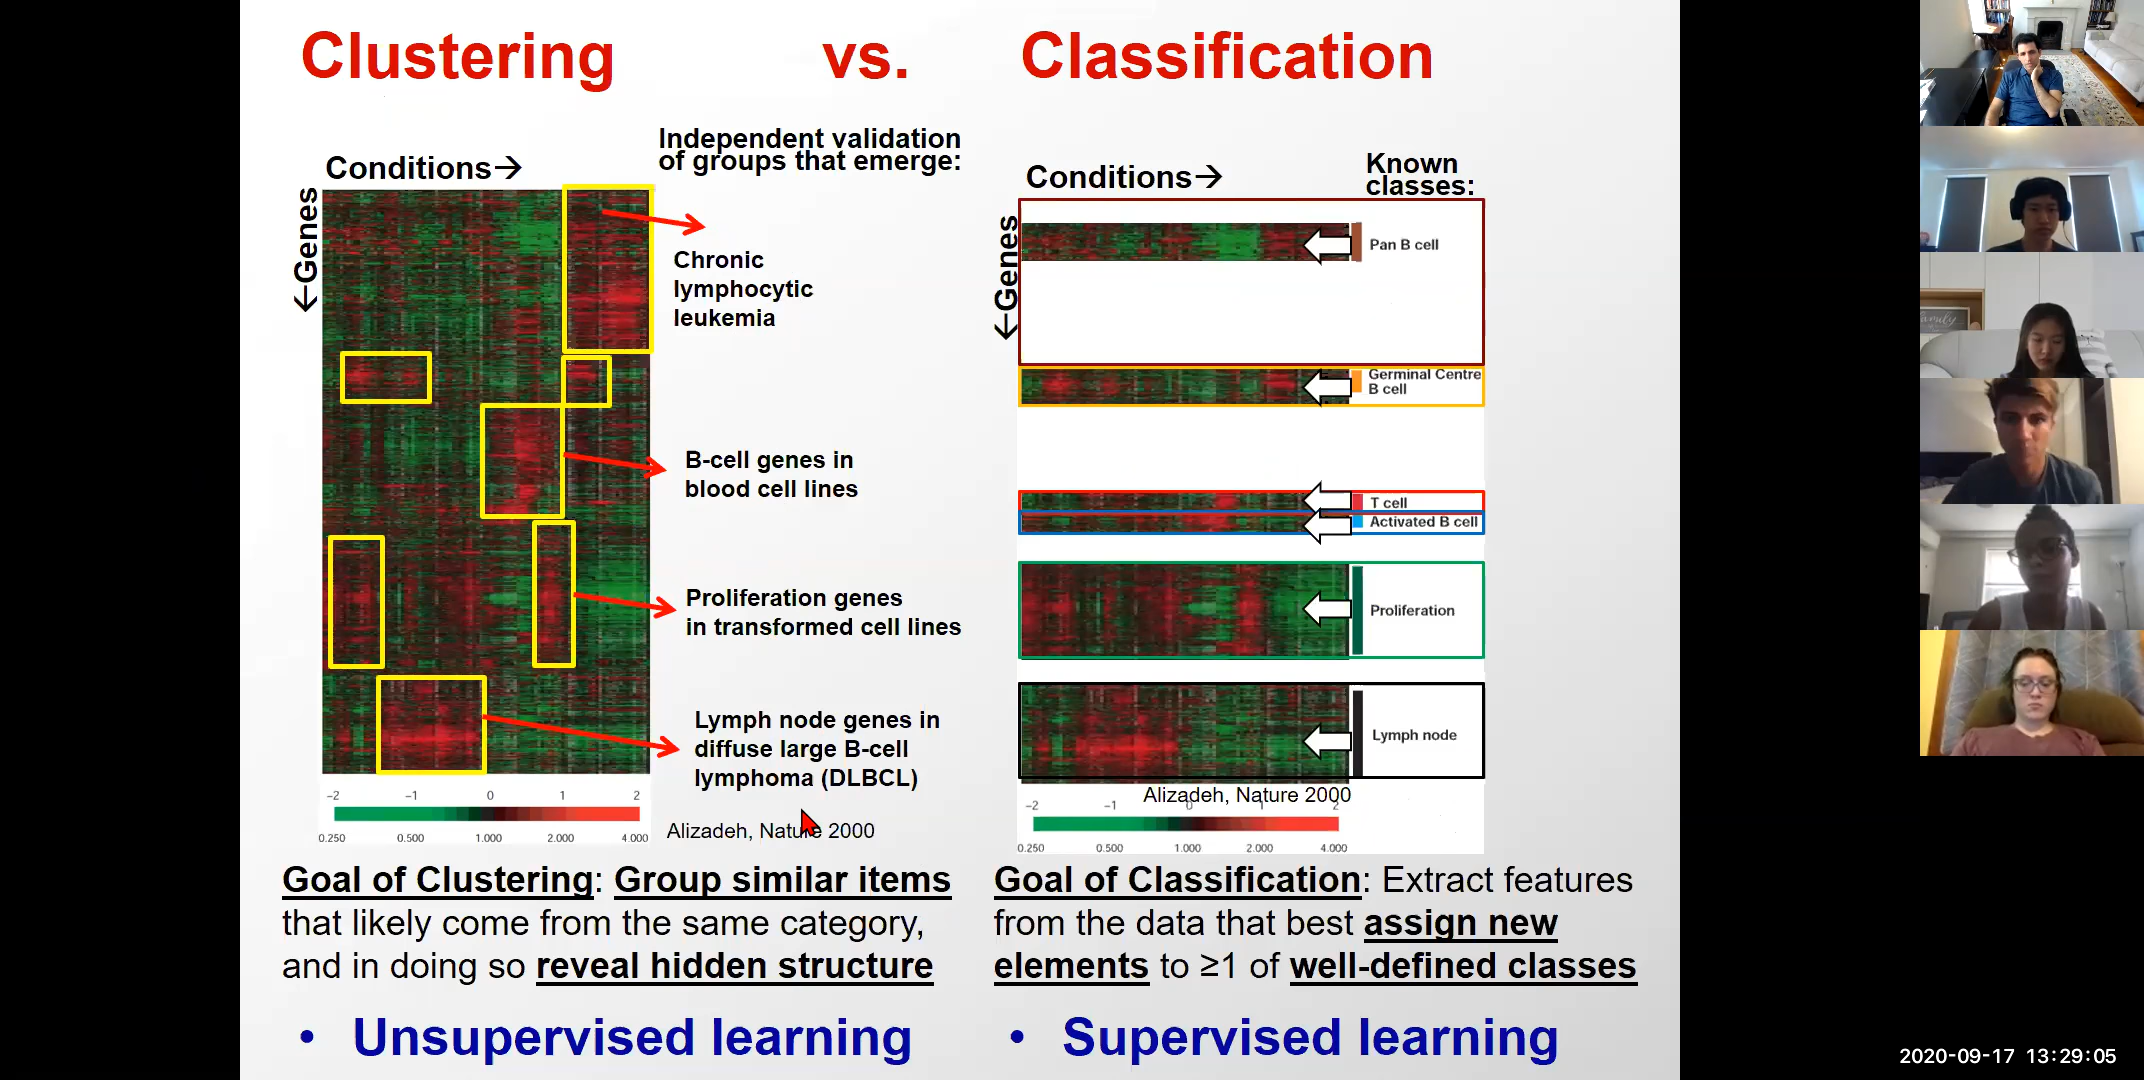 Clustering vs. Classification
Independent validation
of groups that emerge:
Conditions→
←Genes
Chronic
lymphocytic
leukemia
B-cell genes in
blood cell lines
Proliferation genes
in transformed cell lines
Lymph node genes in
diffuse large B-cell
lymphoma (DLBCL)
-2 -1 0 1 2
0.250 0.500 1.000 2.000 4.000
Alizadeh, Nature 2000
Goal of Clustering: Group similar items
that likely come from the same category,
and in doing so reveal hidden structure
• Unsupervised learning
Conditions→
Known
classes:
←Genes
Pan B cell
Germinal Centre
B cell
T cell
Activated B cell
Proliferation
Lymph node
Alizadeh, Nature 2000
-2 -1 0 1 2
0.250 0.500 1.000 2.000 4.000
Goal of Classification: Extract features
from the data that best assign new
elements to ≥1 of well-defined classes
• Supervised learning
family
2020-09-17 13:29:05